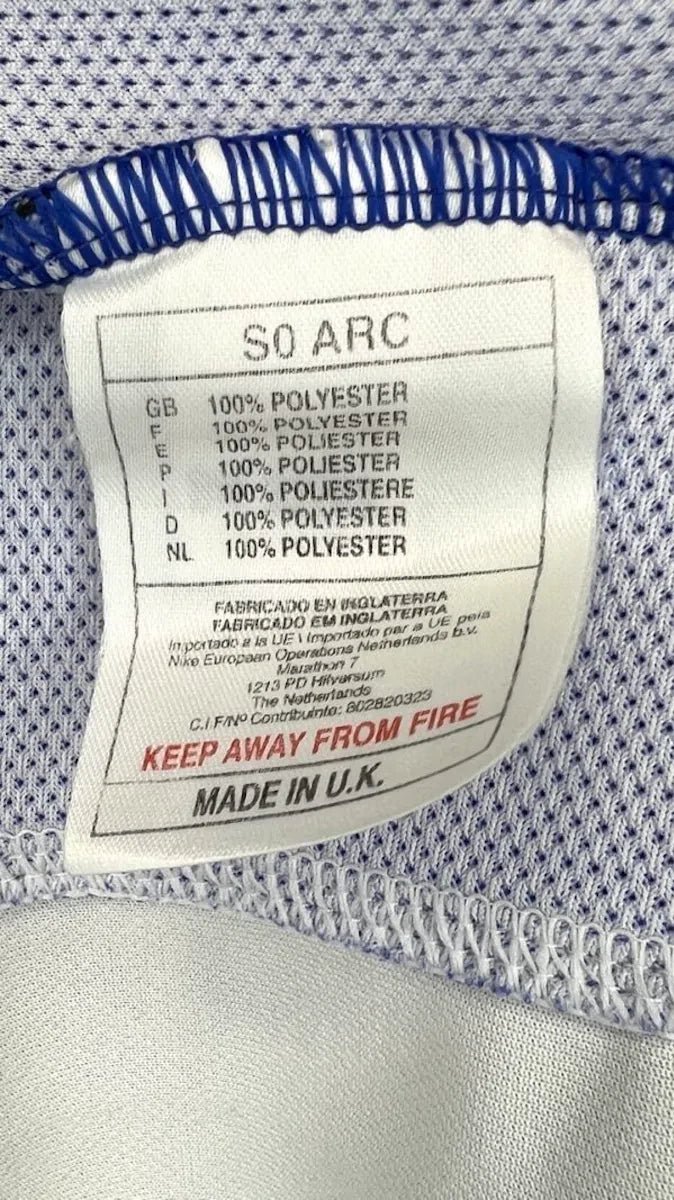 S0 ARC
GB 100% POLYESTER
F 100% POLYESTER
E 100% POLIESTER
P 100% POLIESTER
I 100% POLIESTERE
D 100% POLYESTER
NL 100% POLYESTER
FABRICADO EN INGLATERRA
FABRICADO EM INGLATERRA
Importado a la UE \ Importado par a UE pela
Nike European Operations Netherlands b.v.
Marathon 7
1213 PD Hilversum
The Netherlands
C.I F/Nº Contribuinte: 802820323
KEEP AWAY FROM FIRE
MADE IN U.K.